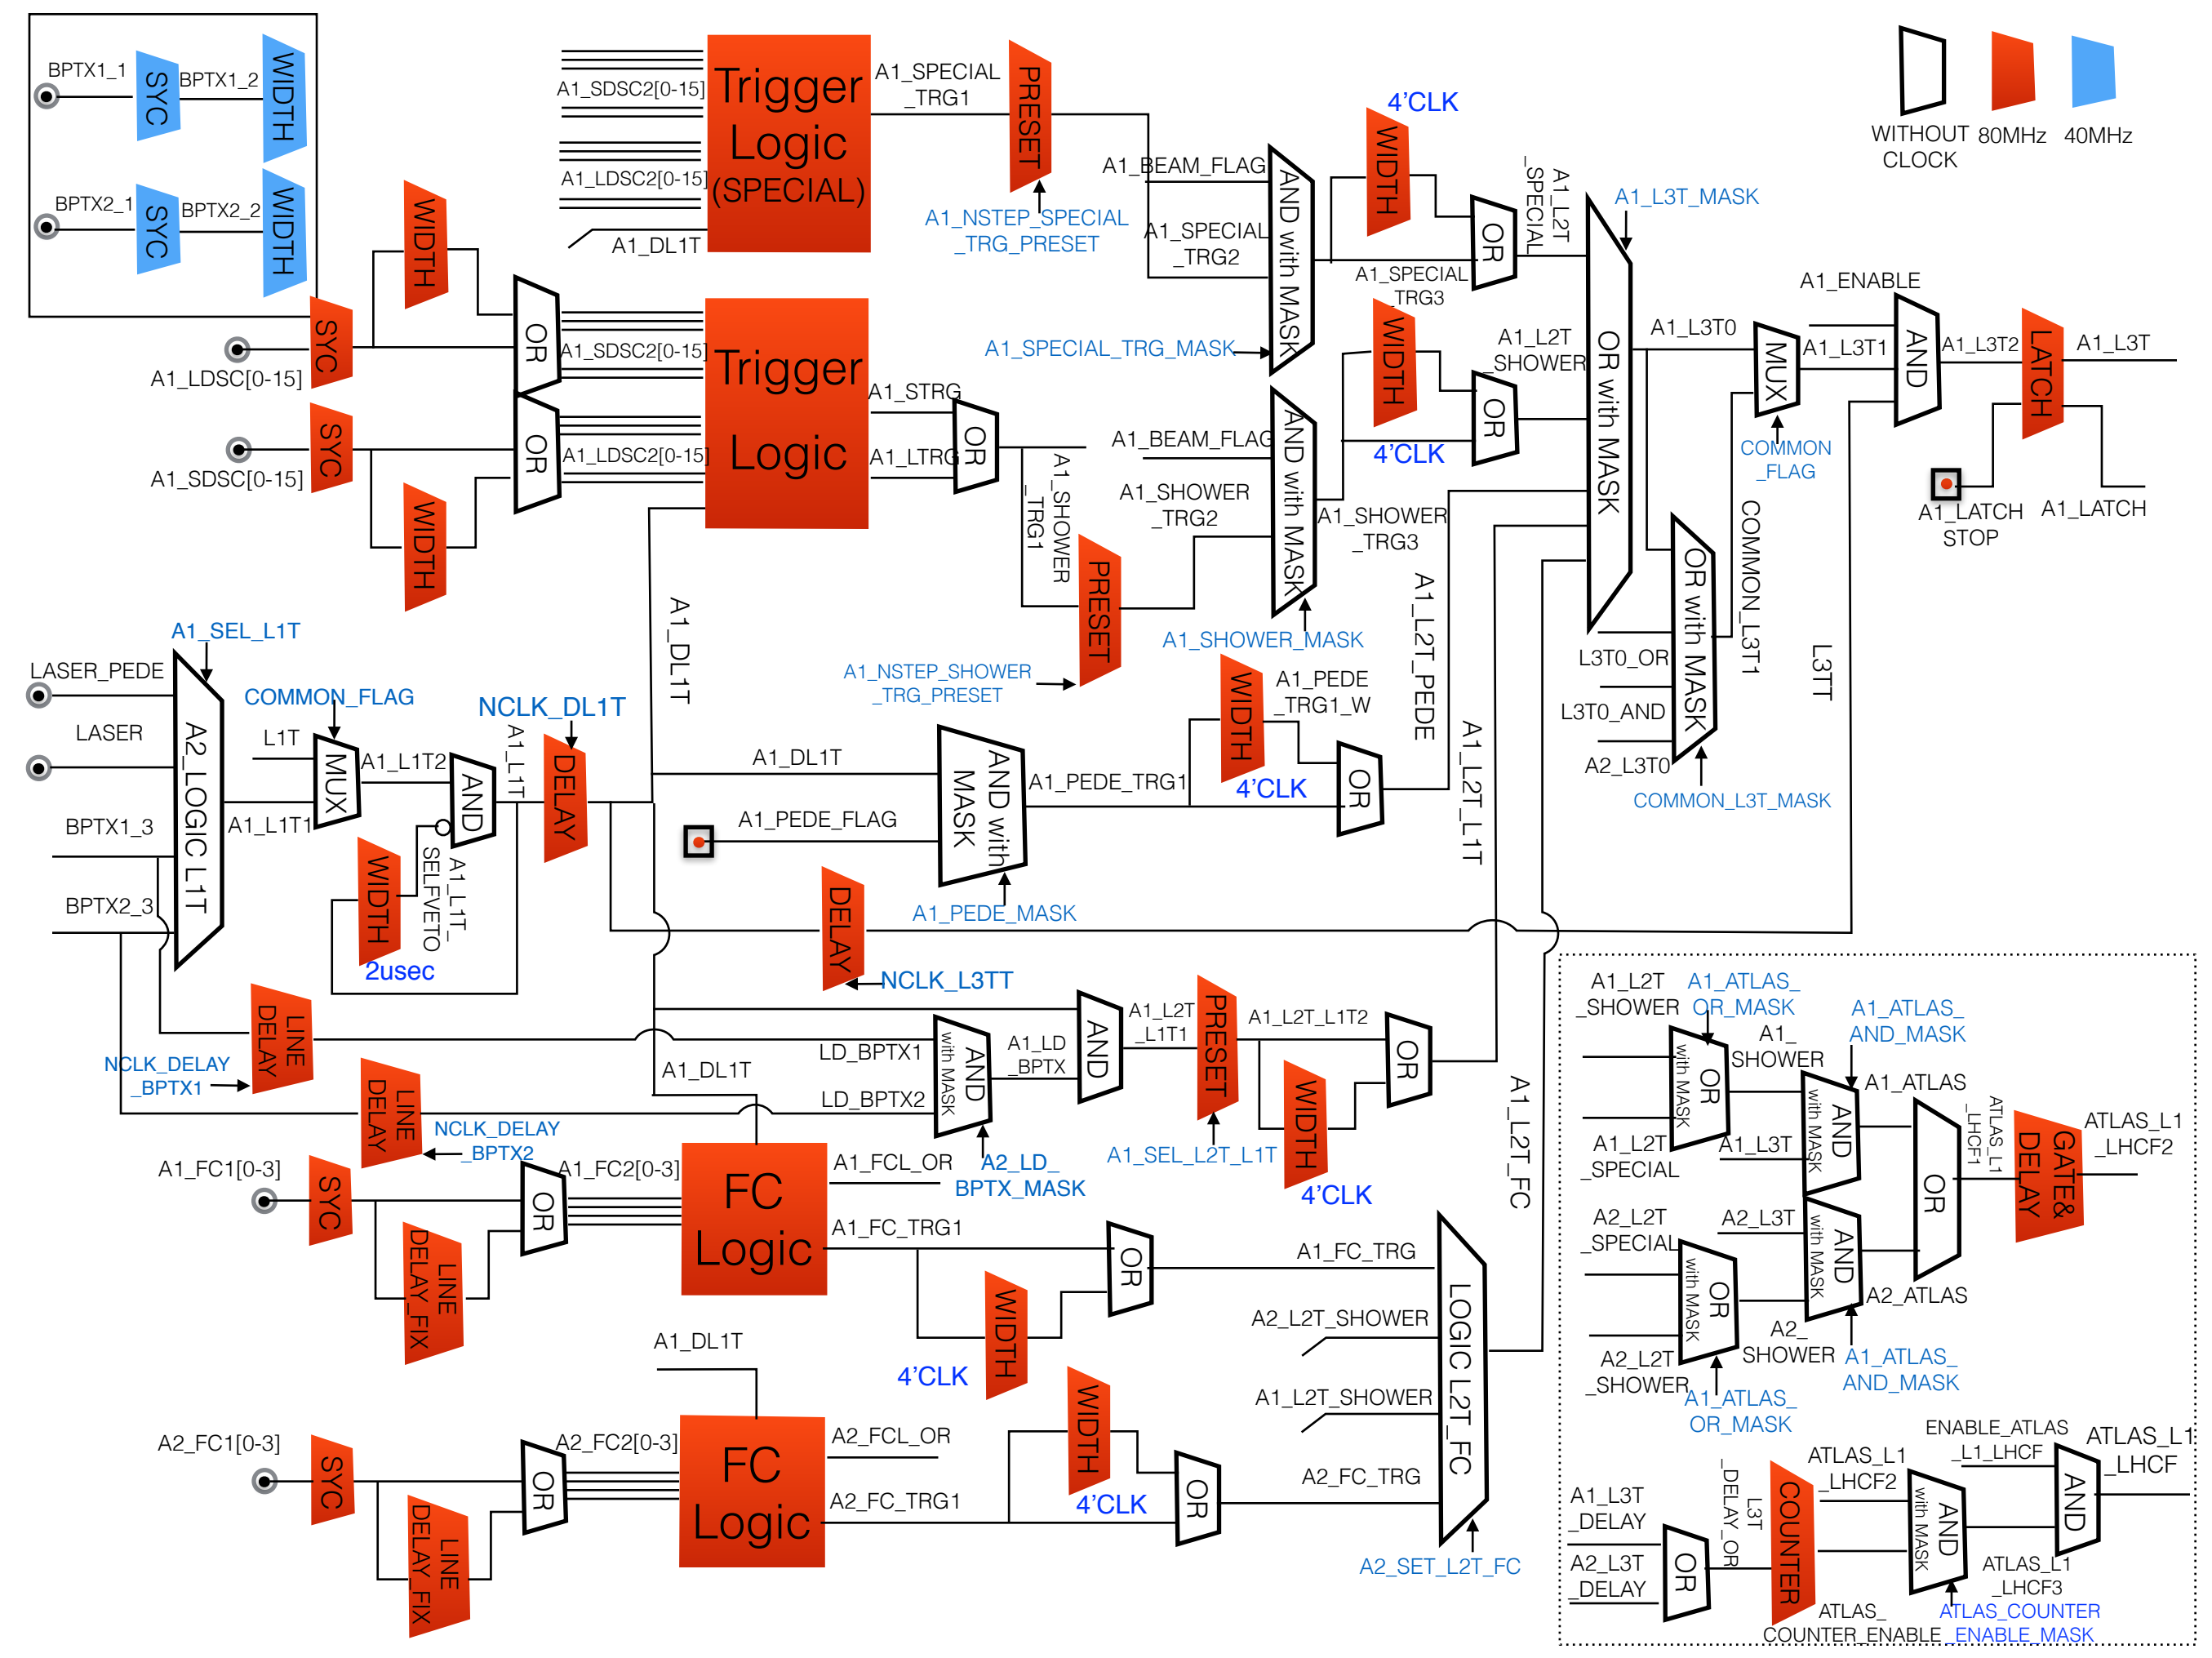 BPTX1_1
SYC
BPTX1_2
WIDTH
BPTX2_1
SYC
BPTX2_2
WIDTH
A1_SDSC2[0-15]
A1_LDSC2[0-15]
A1_DL1T
Trigger
Logic
(SPECIAL)
A1_SPECIAL
_TRG1
PRESET
A1_NSTEP_SPECIAL
_TRG_PRESET
A1_BEAM_FLAG
A1_SPECIAL
_TRG2
AND with MASK
A1_SPECIAL_TRG_MASK
4'CLK
WIDTH
A1_SPECIAL
_TRG3
OR
A1_L2T
_SPECIAL
WITHOUT
CLOCK
80MHz
40MHz
A1_LDSC[0-15]
SYC
WIDTH
OR
A1_SDSC[0-15]
SYC
WIDTH
OR
A1_SDSC2[0-15]
A1_LDSC2[0-15]
Trigger
Logic
A1_STRG
A1_LTRG
OR
A1_SHOWER
_TRG1
PRESET
A1_NSTEP_SHOWER
_TRG_PRESET
A1_BEAM_FLAG
A1_SHOWER
_TRG2
AND with MASK
A1_SHOWER_MASK
A1_SHOWER
_TRG3
WIDTH
4'CLK
OR
A1_L2T
SHOWER
OR with MASK
A1_L3T_MASK
A1_L3T0
MUX
COMMON
_FLAG
A1_ENABLE
A1_L3T1
AND
A1_L3T2
LATCH
A1_L3T
A1_LATCH
STOP
A1_LATCH
COMMON_L3T1
OR with MASK
L3T0_OR
L3T0_AND
A2_L3T0
COMMON_L3T_MASK
L3TT
A1_SEL_L1T
LASER_PEDE
LASER
BPTX1_3
BPTX2_3
A2_LOGIC L1T
COMMON_FLAG
L1T
A1_L1T1
MUX
A1_L1T2
AND
A1_L1T_
SELFVETO
WIDTH
2usec
A1_L1T
NCLK_DL1T
DELAY
A1_DL1T
A1_DL1T
A1_PEDE_FLAG
AND with
MASK
A1_PEDE_MASK
A1_PEDE_TRG1
WIDTH
4'CLK
A1_PEDE
_TRG1_W
OR
A1_L2T_PEDE
A1_L2T_L1T
DELAY
NCLK_L3TT
LINE
DELAY
NCLK_DELAY
_BPTX1
LINE
DELAY
NCLK_DELAY
_BPTX2
A1_DL1T
LD_BPTX1
LD_BPTX2
AND
with MASK
A2_LD_
BPTX_MASK
A1_LD
_BPTX
AND
A1_L2T
_L1T1
PRESET
A1_SEL_L2T_L1T
A1_L2T_L1T2
WIDTH
4'CLK
OR
A1_L2T_FC
A1_FC1[0-3]
SYC
LINE
DELAY_FIX
OR
A1_FC2[0-3]
FC
Logic
A1_FCL_OR
A1_FC_TRG1
WIDTH
4'CLK
OR
A1_FC_TRG
A2_L2T_SHOWER
A1_L2T_SHOWER
A2_FC_TRG
LOGIC L2T_FC
A2_SET_L2T_FC
A1_DL1T
A2_FC1[0-3]
SYC
LINE
DELAY_FIX
OR
A2_FC2[0-3]
FC
Logic
A2_FCL_OR
A2_FC_TRG1
WIDTH
4'CLK
OR
A1_L2T
_SHOWER
A1_ATLAS_
OR_MASK
OR
with MASK
A1_
SHOWER
A1_L2T
_SPECIAL
A1_L3T
A1_ATLAS_
AND_MASK
AND
with MASK
A1_ATLAS
A2_L2T
_SPECIAL
A2_L3T
OR
with MASK
A2_L2T
_SHOWER
A1_ATLAS_
OR_MASK
A2_
SHOWER
AND
with MASK
A1_ATLAS_
AND_MASK
A2_ATLAS
OR
ATLAS_L1
_LHCF1
GATE&
DELAY
ATLAS_L1
_LHCF2
A1_L3T
_DELAY
A2_L3T
_DELAY
OR
L3T
_DELAY_OR
COUNTER
ATLAS_L1
_LHCF2
ATLAS_
COUNTER_ENABLE
AND
with MASK
ATLAS_COUNTER
_ENABLE_MASK
ATLAS_L1
_LHCF3
ENABLE_ATLAS
_L1_LHCF
AND
ATLAS_L1
_LHCF